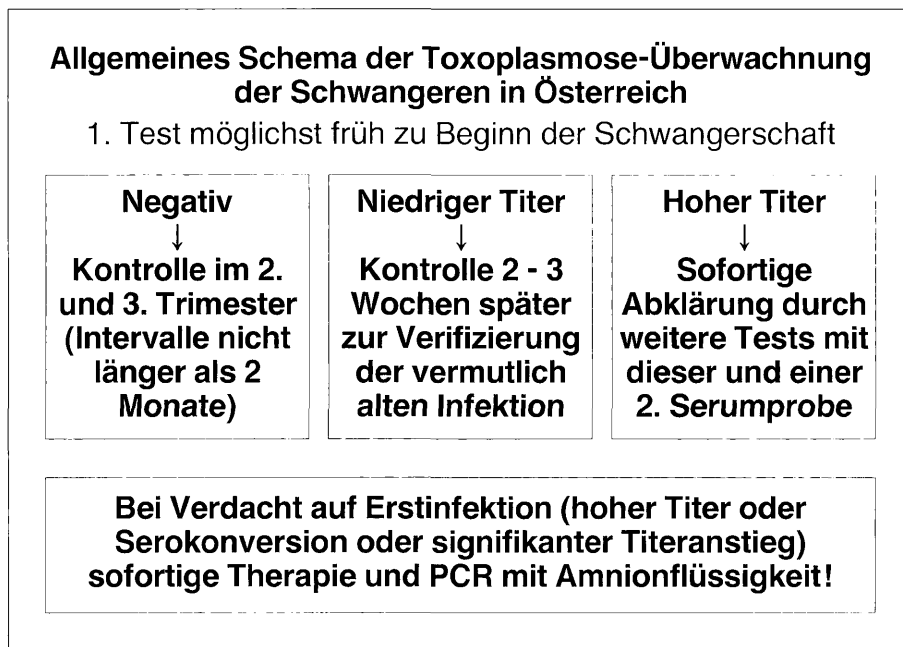 Allgemeines Schema der Toxoplasmose-Überwachnung
der Schwangeren in Österreich
1. Test möglichst früh zu Beginn der Schwangerschaft
Negativ
↓
Kontrolle im 2.
und 3. Trimester
(Intervalle nicht
länger als 2
Monate)
Niedriger Titer
↓
Kontrolle 2 - 3
Wochen später
zur Verifizierung
der vermutlich
alten Infektion
Hoher Titer
↓
Sofortige
Abklärung durch
weitere Tests mit
dieser und einer
2. Serumprobe
Bei Verdacht auf Erstinfektion (hoher Titer oder
Serokonversion oder signifikanter Titeranstieg)
sofortige Therapie und PCR mit Amnionflüssigkeit!